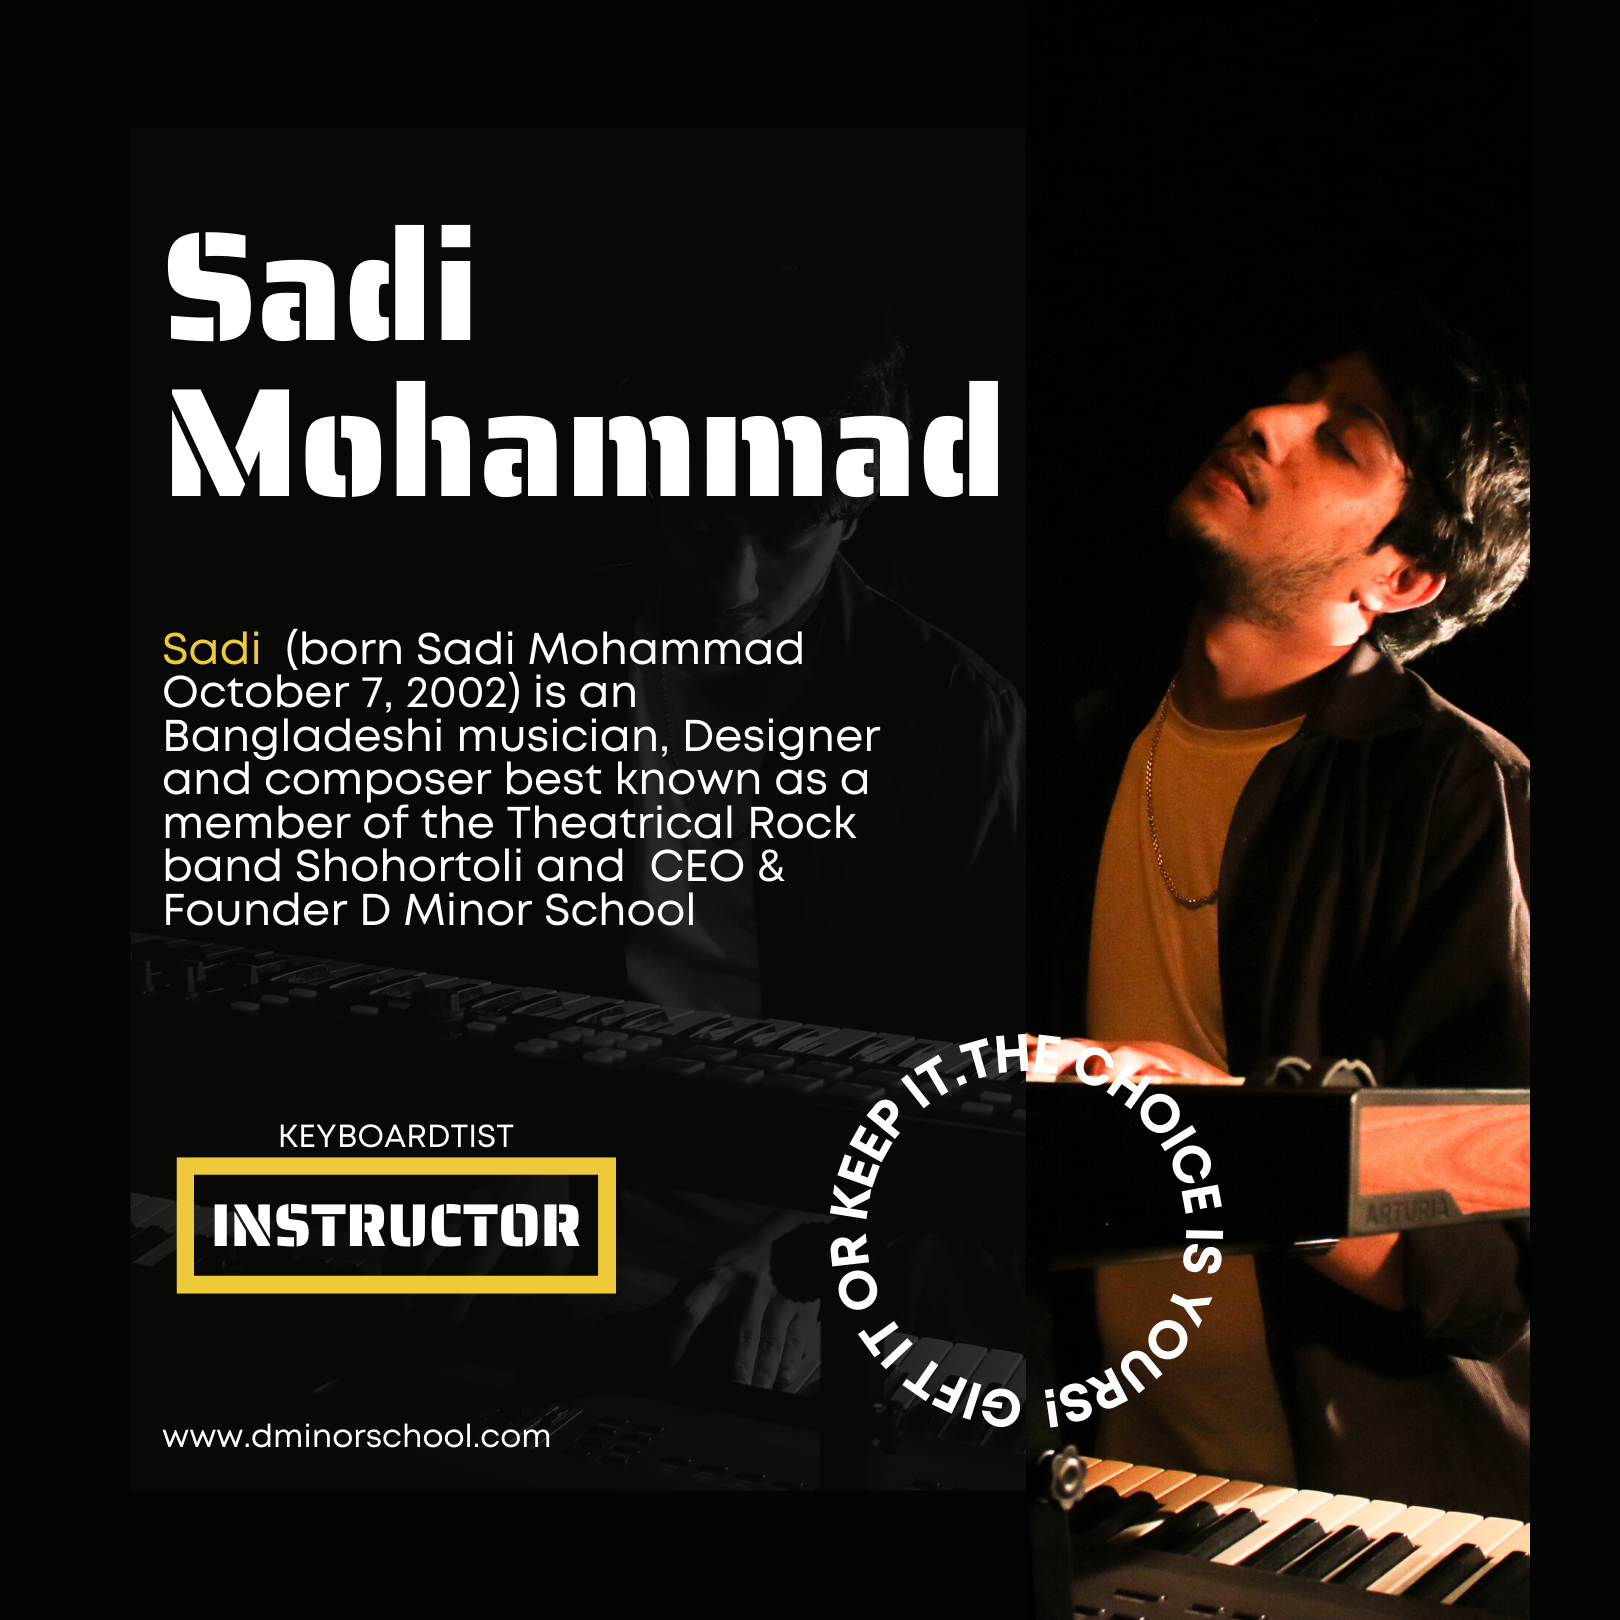 Sadi
Mohammad
Sadi (born Sadi Mohammad
October 7, 2002) is an
Bangladeshi musician, Designer
and composer best known as a
member of the Theatrical Rock
band Shohortoli and CEO &
Founder D Minor School
KEYBOARDTIST
INSTRUCTOR
GIFT IT OR KEEP IT.THE CHOICE IS YOURS!
ARTURIA
www.dminorschool.com